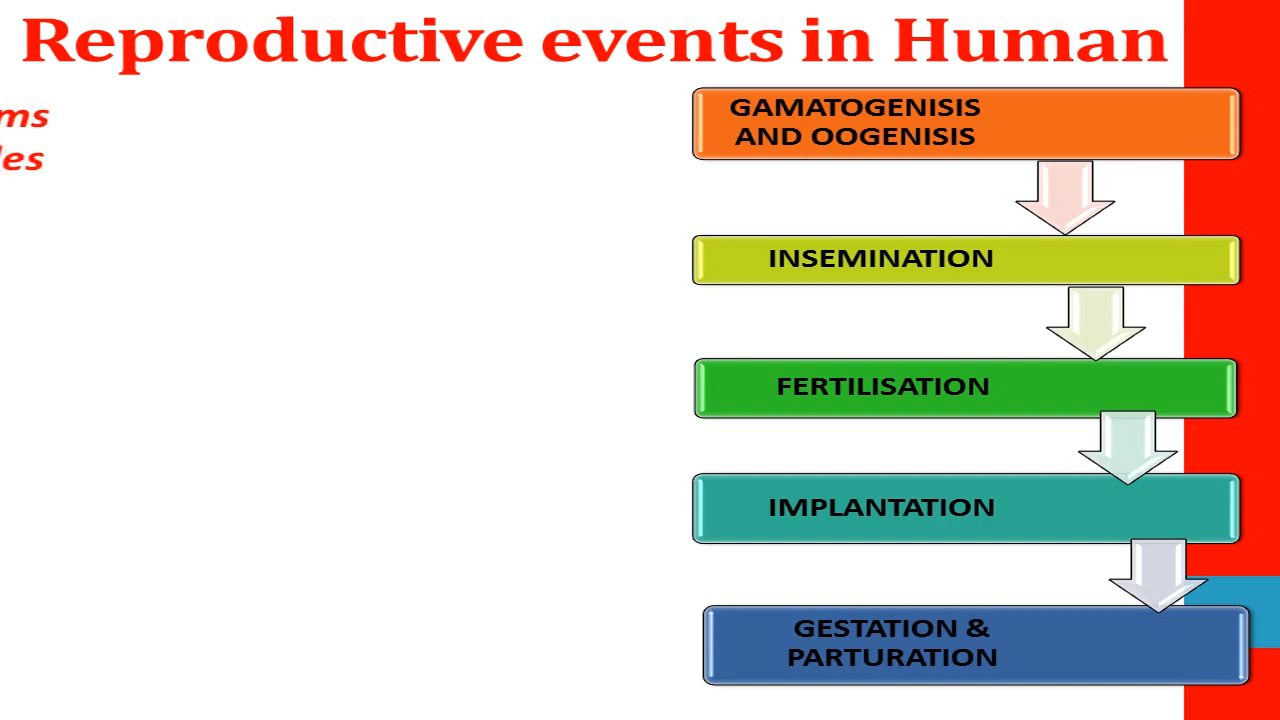 Reproductive events in Human
ms
les
GAMATOGENISIS
AND OOGENISIS
INSEMINATION
FERTILISATION
IMPLANTATION
GESTATION &
PARTURATION